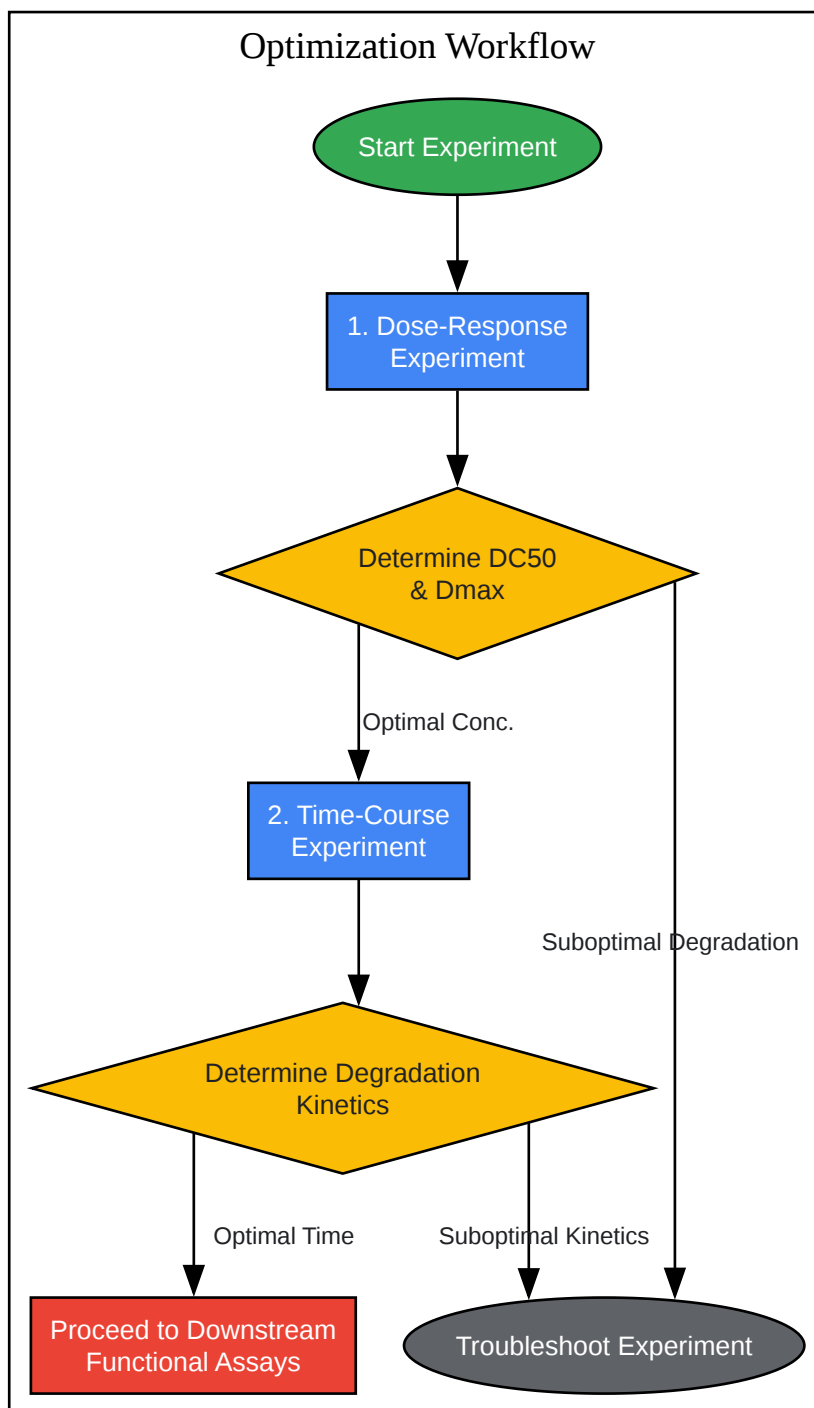 Optimization Workflow
Start Experiment
1. Dose-Response
Experiment
Determine DC50
& Dmax
Optimal Conc.
2. Time-Course
Experiment
Suboptimal Degradation
Determine Degradation
Kinetics
Optimal Time
Suboptimal Kinetics
Proceed to Downstream
Functional Assays
Troubleshoot Experiment